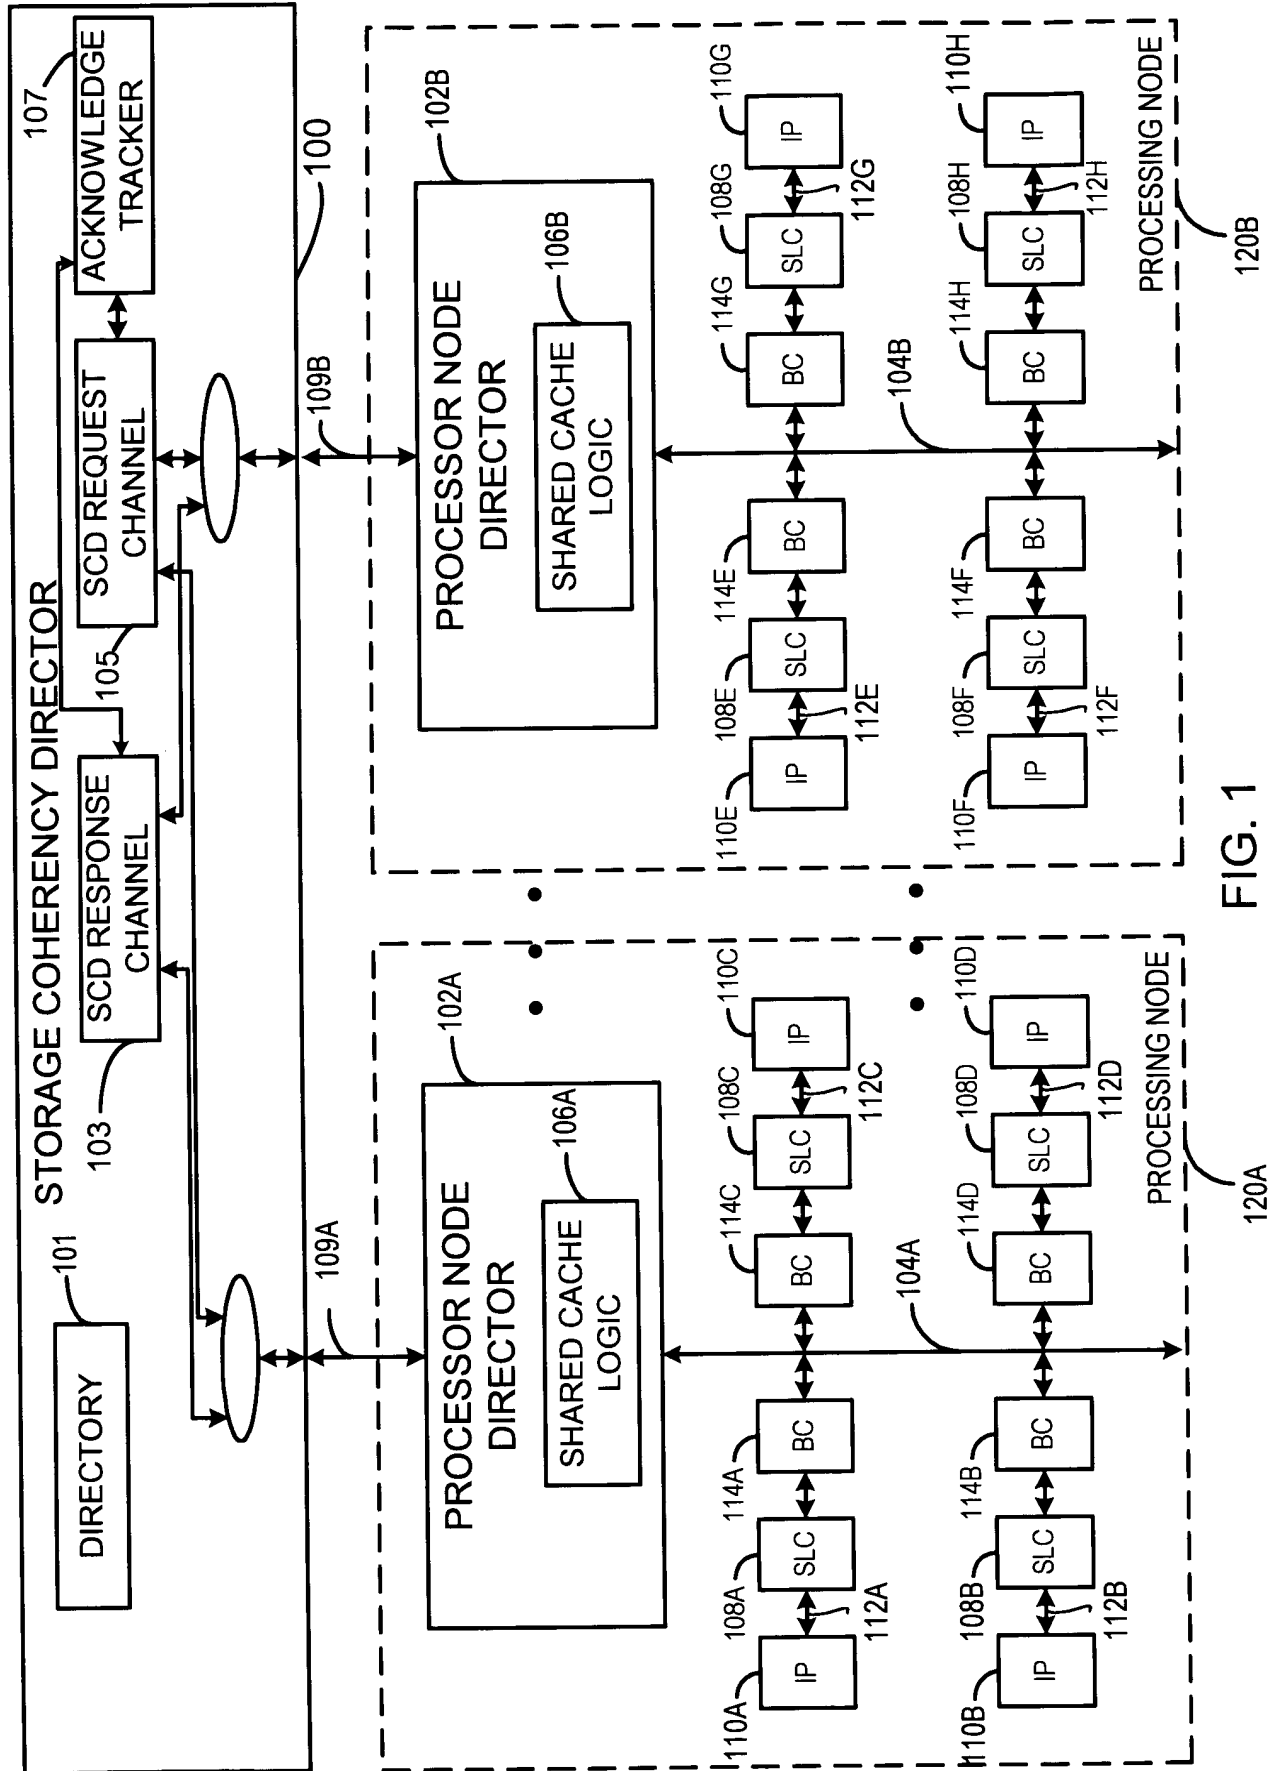 STORAGE COHERENCY DIRECTOR
100
DIRECTORY
101
SCD RESPONSE
CHANNEL
103
SCD REQUEST
CHANNEL
105
ACKNOWLEDGE
TRACKER
107
109A
109B
PROCESSOR NODE
DIRECTOR
102A
SHARED CACHE
LOGIC
106A
110A
IP
112A
108A
SLC
114A
BC
114C
BC
108C
SLC
112C
110C
IP
104A
110B
IP
112B
108B
SLC
114B
BC
114D
BC
108D
SLC
112D
110D
IP
PROCESSING NODE
120A
PROCESSOR NODE
DIRECTOR
102B
SHARED CACHE
LOGIC
106B
110E
IP
112E
108E
SLC
114E
BC
114G
BC
108G
SLC
112G
110G
IP
104B
110F
IP
112F
108F
SLC
114F
BC
114H
BC
108H
SLC
112H
110H
IP
PROCESSING NODE
120B
FIG. 1